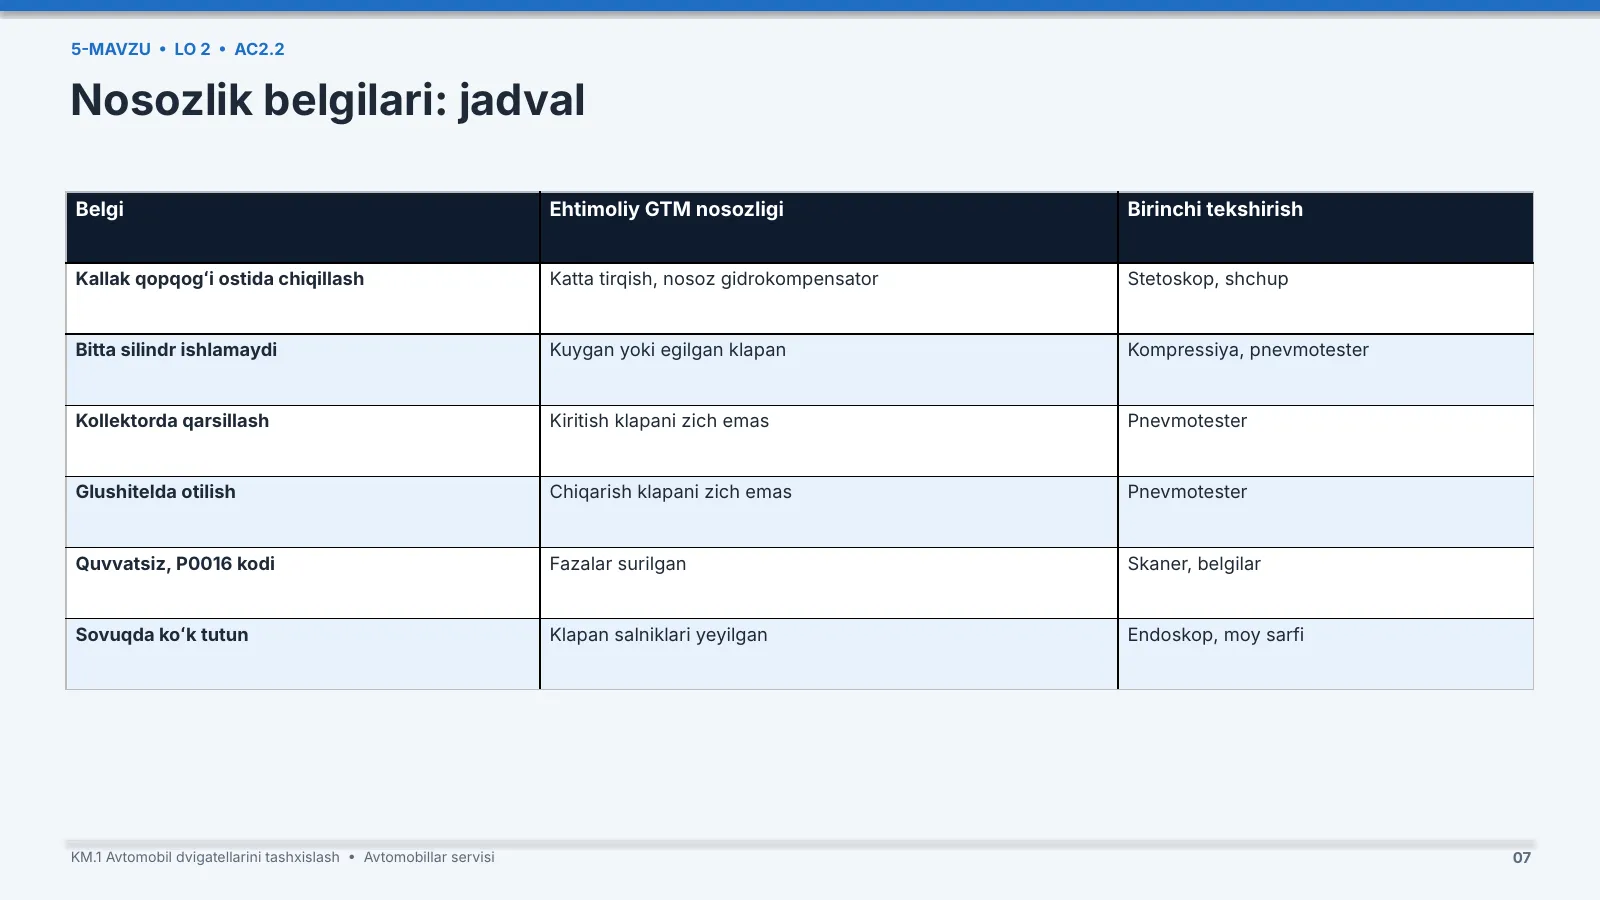 5-MAVZU • LO 2 • AC2.2
Nosozlik belgilari: jadval
Belgi Ehtimoliy GTM nosozligi Birinchi tekshirish
Kallak qopqogʻi ostida chiqillash Katta tirqish, nosoz gidrokompensator Stetoskop, shchup
Bitta silindr ishlamaydi Kuygan yoki egilgan klapan Kompressiya, pnevmotester
Kollektorda qarsillash Kiritish klapani zich emas Pnevmotester
Glushitelda otilish Chiqarish klapani zich emas Pnevmotester
Quvvatsiz, P0016 kodi Fazalar surilgan Skaner, belgilar
Sovuqda koʻk tutun Klapan salniklari yeyilgan Endoskop, moy sarfi
KM.1 Avtomobil dvigatellarini tashxislash • Avtomobillar servisi 07